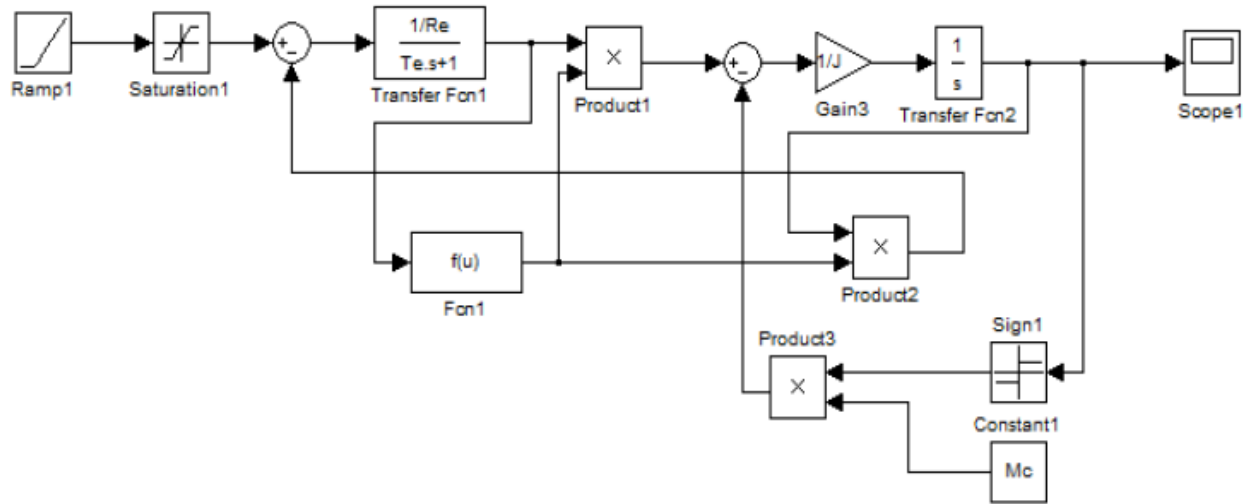 Ramp1
Saturation1
+
−
1/Re
Te.s+1
Transfer Fcn1
×
Product1
+
−
1/J
Gain3
1
s
Transfer Fcn2
Scope1
f(u)
Fcn1
×
Product2
Product3
×
Sign1
Constant1
Mc